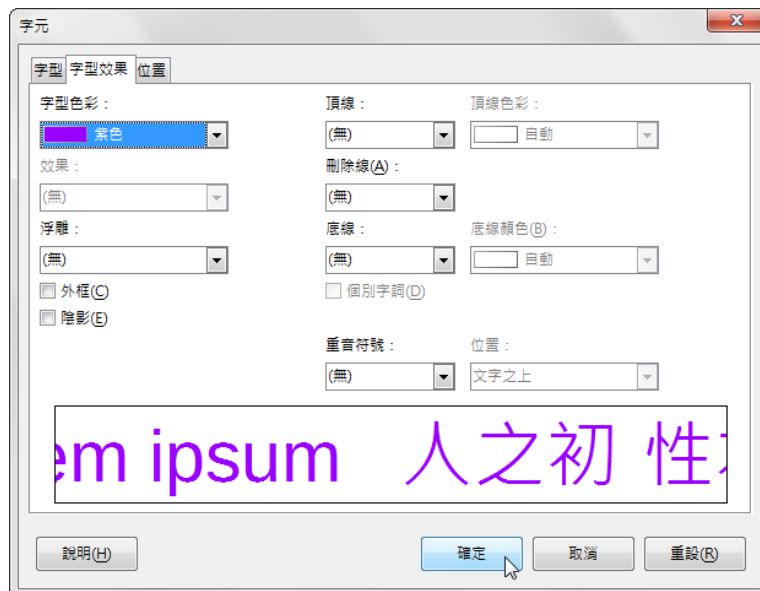 字元
字型 字型效果 位置
字型色彩： 頂線： 頂線色彩：
紫色 (無) 自動
效果： 刪除線(A)：
(無) (無)
浮雕： 底線： 底線顏色(B)：
(無) (無) 自動
外框(C) 個別字詞(D)
陰影(E)
重音符號： 位置：
(無) 文字之上
em ipsum 人之初 性
說明(H) 確定 取消 重設(R)